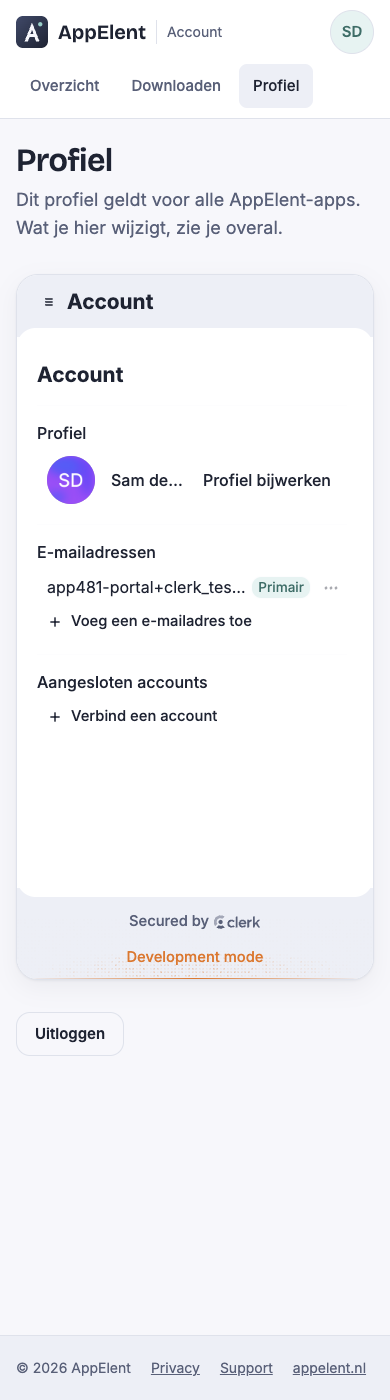 A AppElent Account SD
Overzicht Downloaden Profiel
Profiel
Dit profiel geldt voor alle AppElent-apps.
Wat je hier wijzigt, zie je overal.
Account
Account
Profiel
SD Sam de... Profiel bijwerken
E-mailadressen
app481-portal+clerk_tes... Primair
Voeg een e-mailadres toe
Aangesloten accounts
Verbind een account
Secured by clerk
Development mode
Uitloggen
© 2026 AppElent Privacy Support appelent.nl